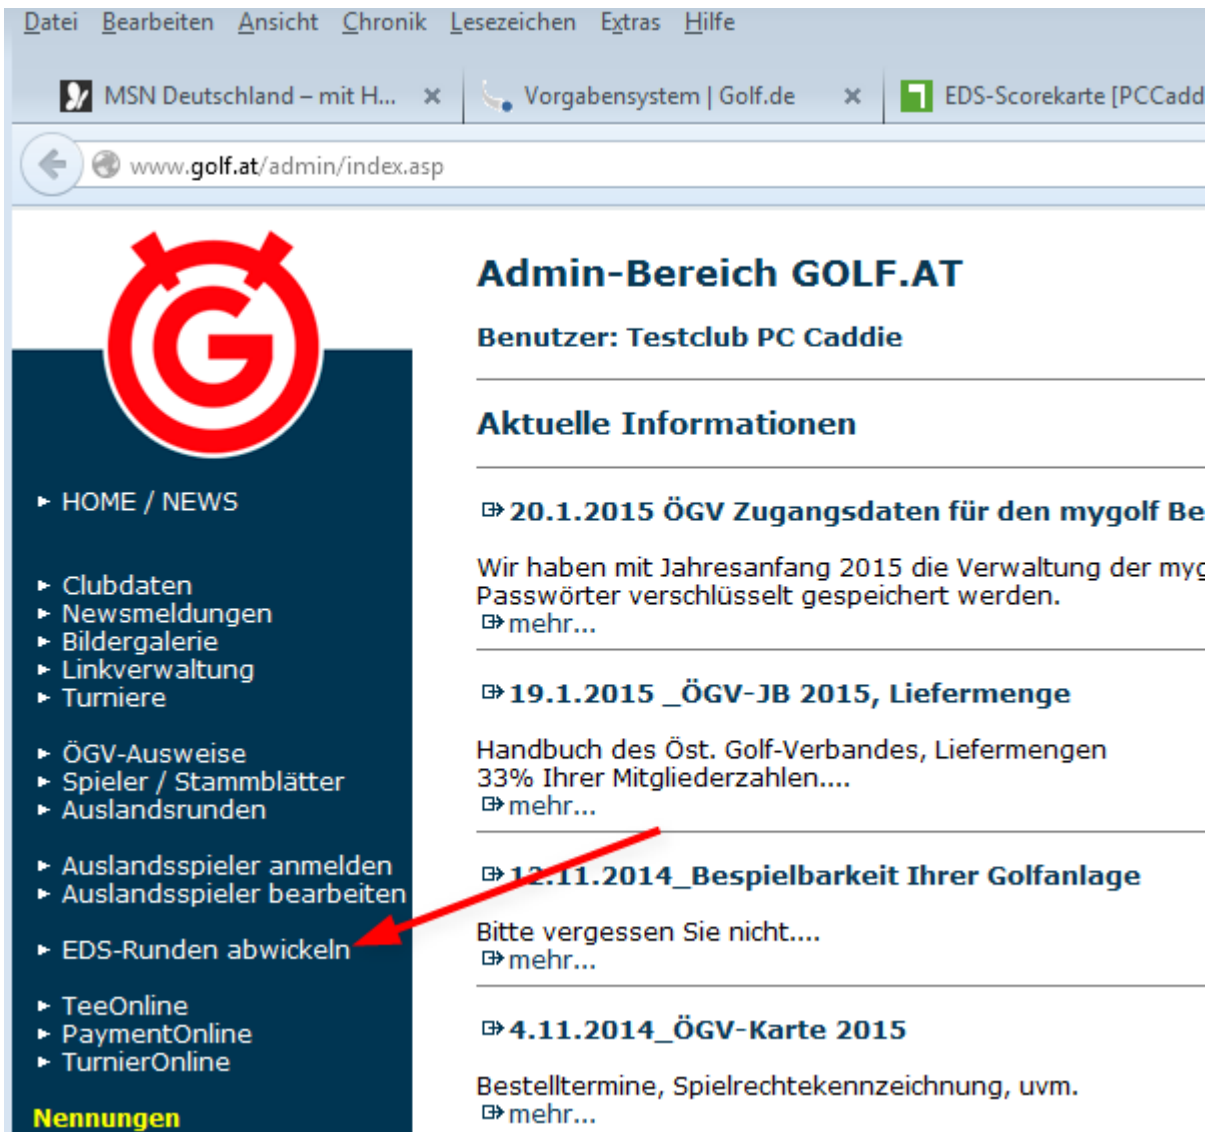 Datei Bearbeiten Ansicht Chronik Lesezeichen Extras Hilfe
MSN Deutschland – mit H... Vorgabensystem | Golf.de EDS-Scorekarte [PCCadd
www.golf.at/admin/index.asp
G
HOME / NEWS
Clubdaten
Newsmeldungen
Bildergalerie
Linkverwaltung
Turniere
ÖGV-Ausweise
Spieler / Stammblätter
Auslandsrunden
Auslandsspieler anmelden
Auslandsspieler bearbeiten
EDS-Runden abwickeln
TeeOnline
PaymentOnline
TurnierOnline
Nennungen
Admin-Bereich GOLF.AT
Benutzer: Testclub PC Caddie
Aktuelle Informationen
20.1.2015 ÖGV Zugangsdaten für den mygolf Be
Wir haben mit Jahresanfang 2015 die Verwaltung der myg
Passwörter verschlüsselt gespeichert werden.
mehr...
19.1.2015 _ÖGV-JB 2015, Liefermenge
Handbuch des Öst. Golf-Verbandes, Liefermengen
33% Ihrer Mitgliederzahlen....
mehr...
12.11.2014_Bespielbarkeit Ihrer Golfanlage
Bitte vergessen Sie nicht....
mehr...
4.11.2014_ÖGV-Karte 2015
Bestelltermine, Spielrechtekennzeichnung, uvm.
mehr...